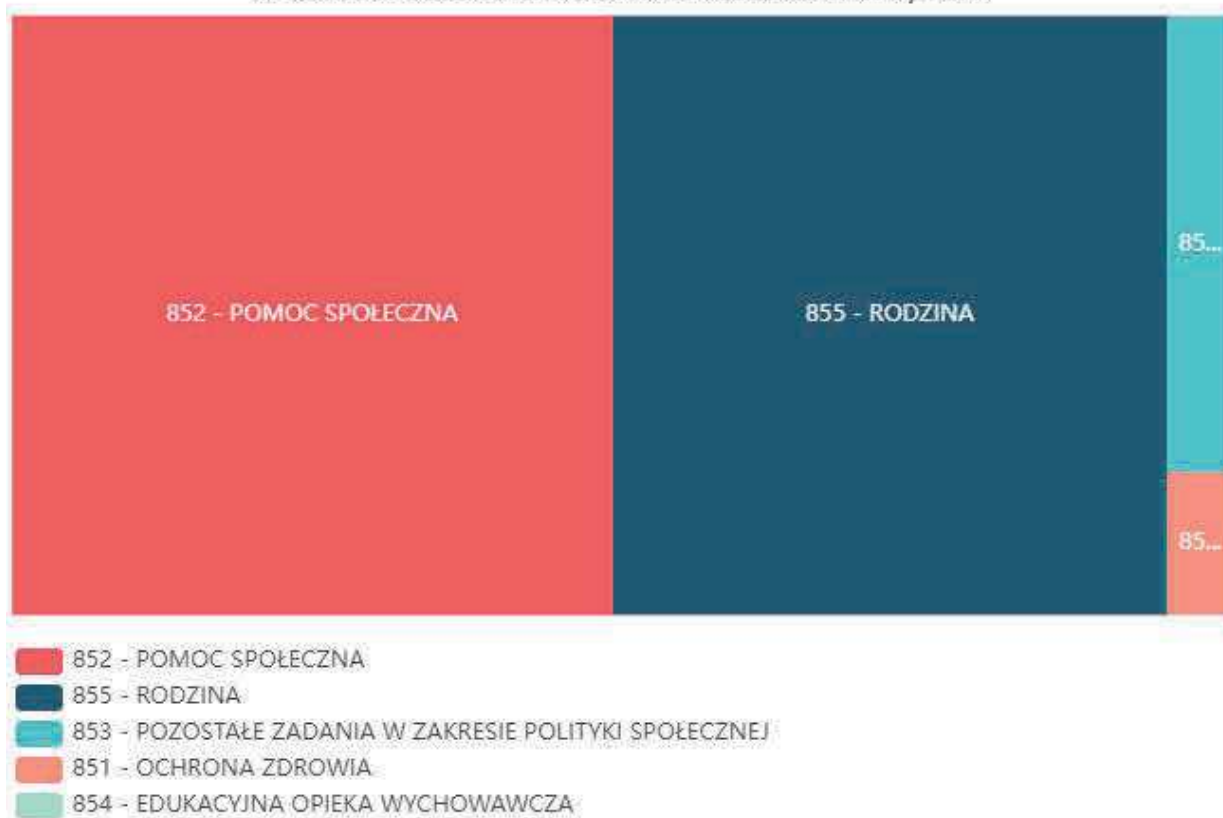 852 - POMOC SPOŁECZNA
855 - RODZINA
85...
85...
852 - POMOC SPOŁECZNA
855 - RODZINA
853 - POZOSTAŁE ZADANIA W ZAKRESIE POLITYKI SPOŁECZNEJ
851 - OCHRONA ZDROWIA
854 - EDUKACYJNA OPIEKA WYCHOWAWCZA